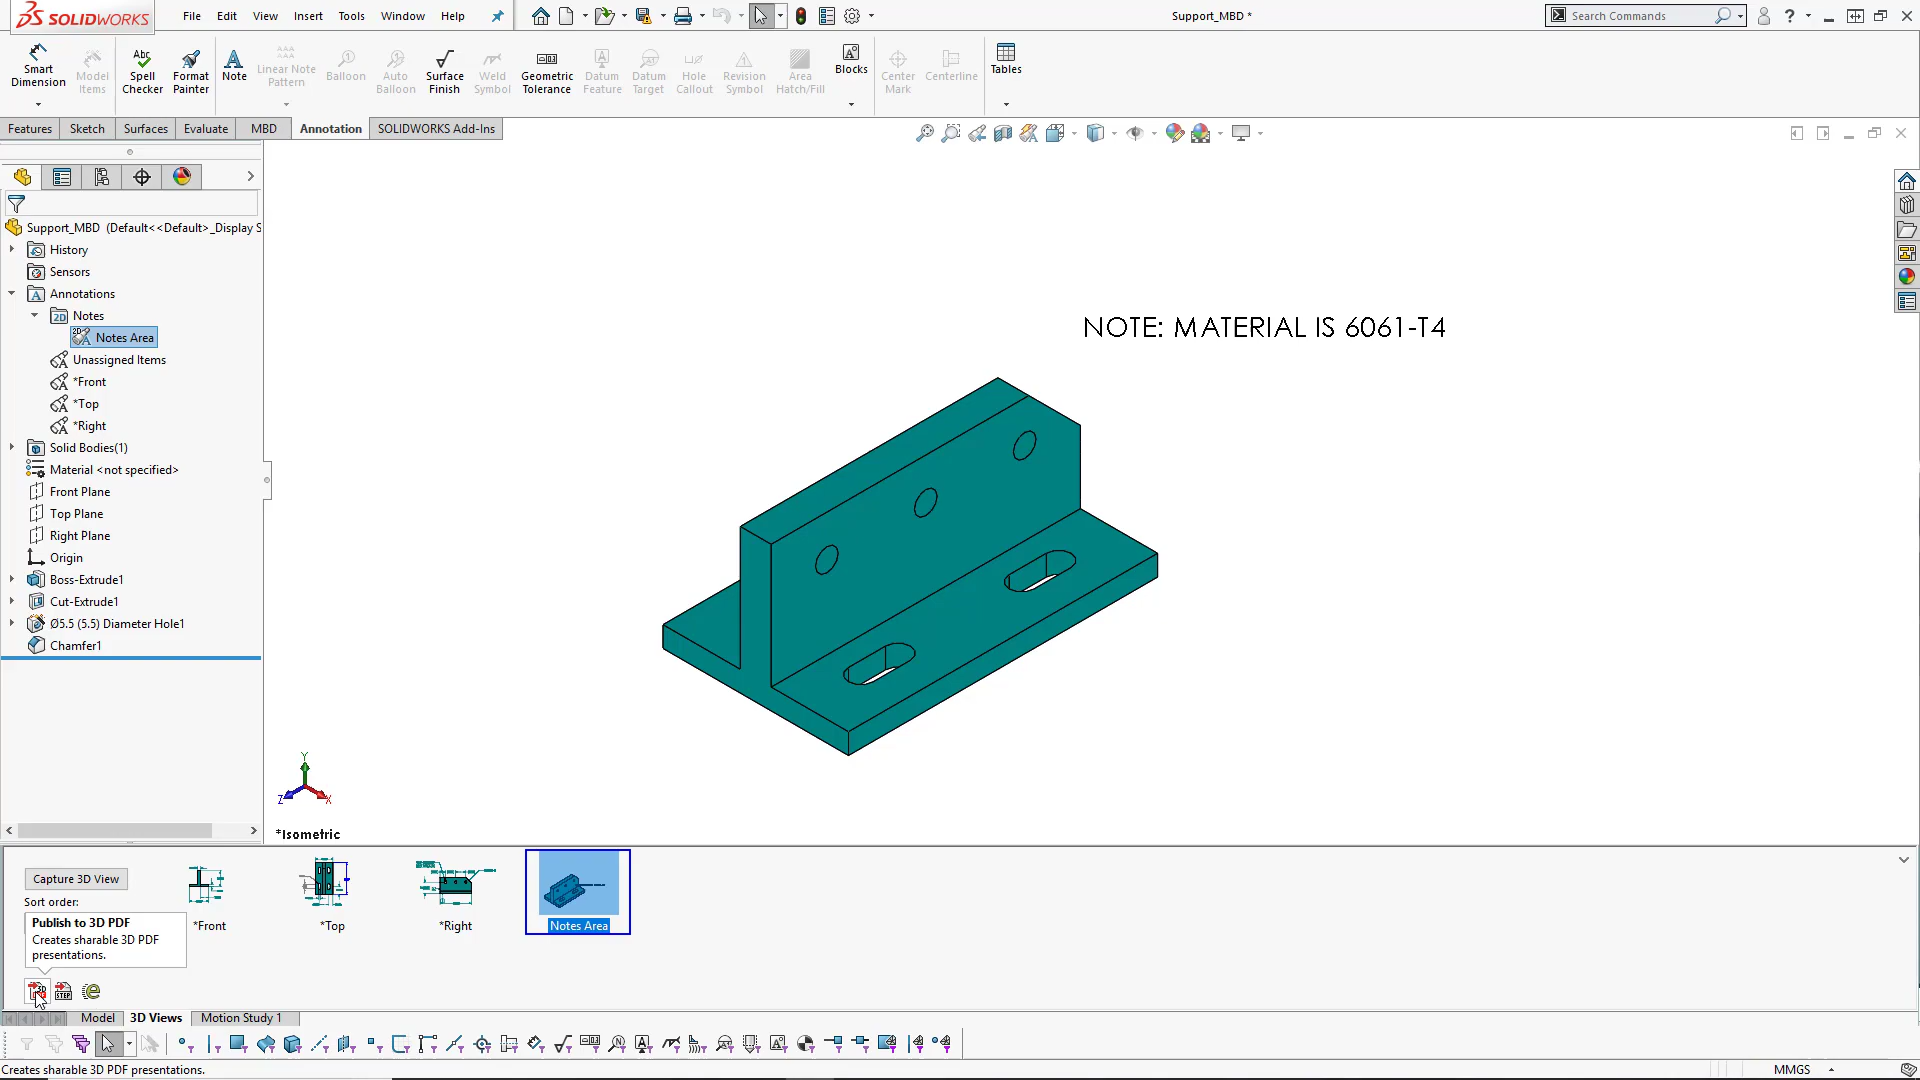 SOLIDWORKS
File Edit View Insert Tools Window Help
Support_MBD *
Search Commands
Smart Dimension
Model Items
Abc
Spell Checker
Format Painter
Note
Linear Note Pattern
Balloon
Auto Balloon
Surface Finish
Weld Symbol
Geometric Tolerance
Datum Feature
Datum Target
Hole Callout
Revision Symbol
Area Hatch/Fill
Blocks
Center Mark
Centerline
Tables
Features Sketch Surfaces Evaluate MBD Annotation SOLIDWORKS Add-Ins
Support_MBD (Default<<Default>_Display S
History
Sensors
Annotations
Notes
Notes Area
Unassigned Items
*Front
*Top
*Right
Solid Bodies(1)
Material <not specified>
Front Plane
Top Plane
Right Plane
Origin
Boss-Extrude1
Cut-Extrude1
Ø5.5 (5.5) Diameter Hole1
Chamfer1
NOTE: MATERIAL IS 6061-T4
Y
Z
X
*Isometric
Capture 3D View
Sort order:
Publish to 3D PDF
Creates sharable 3D PDF
presentations.
*Front *Top *Right Notes Area
Model 3D Views Motion Study 1
Creates sharable 3D PDF presentations.
MMGS